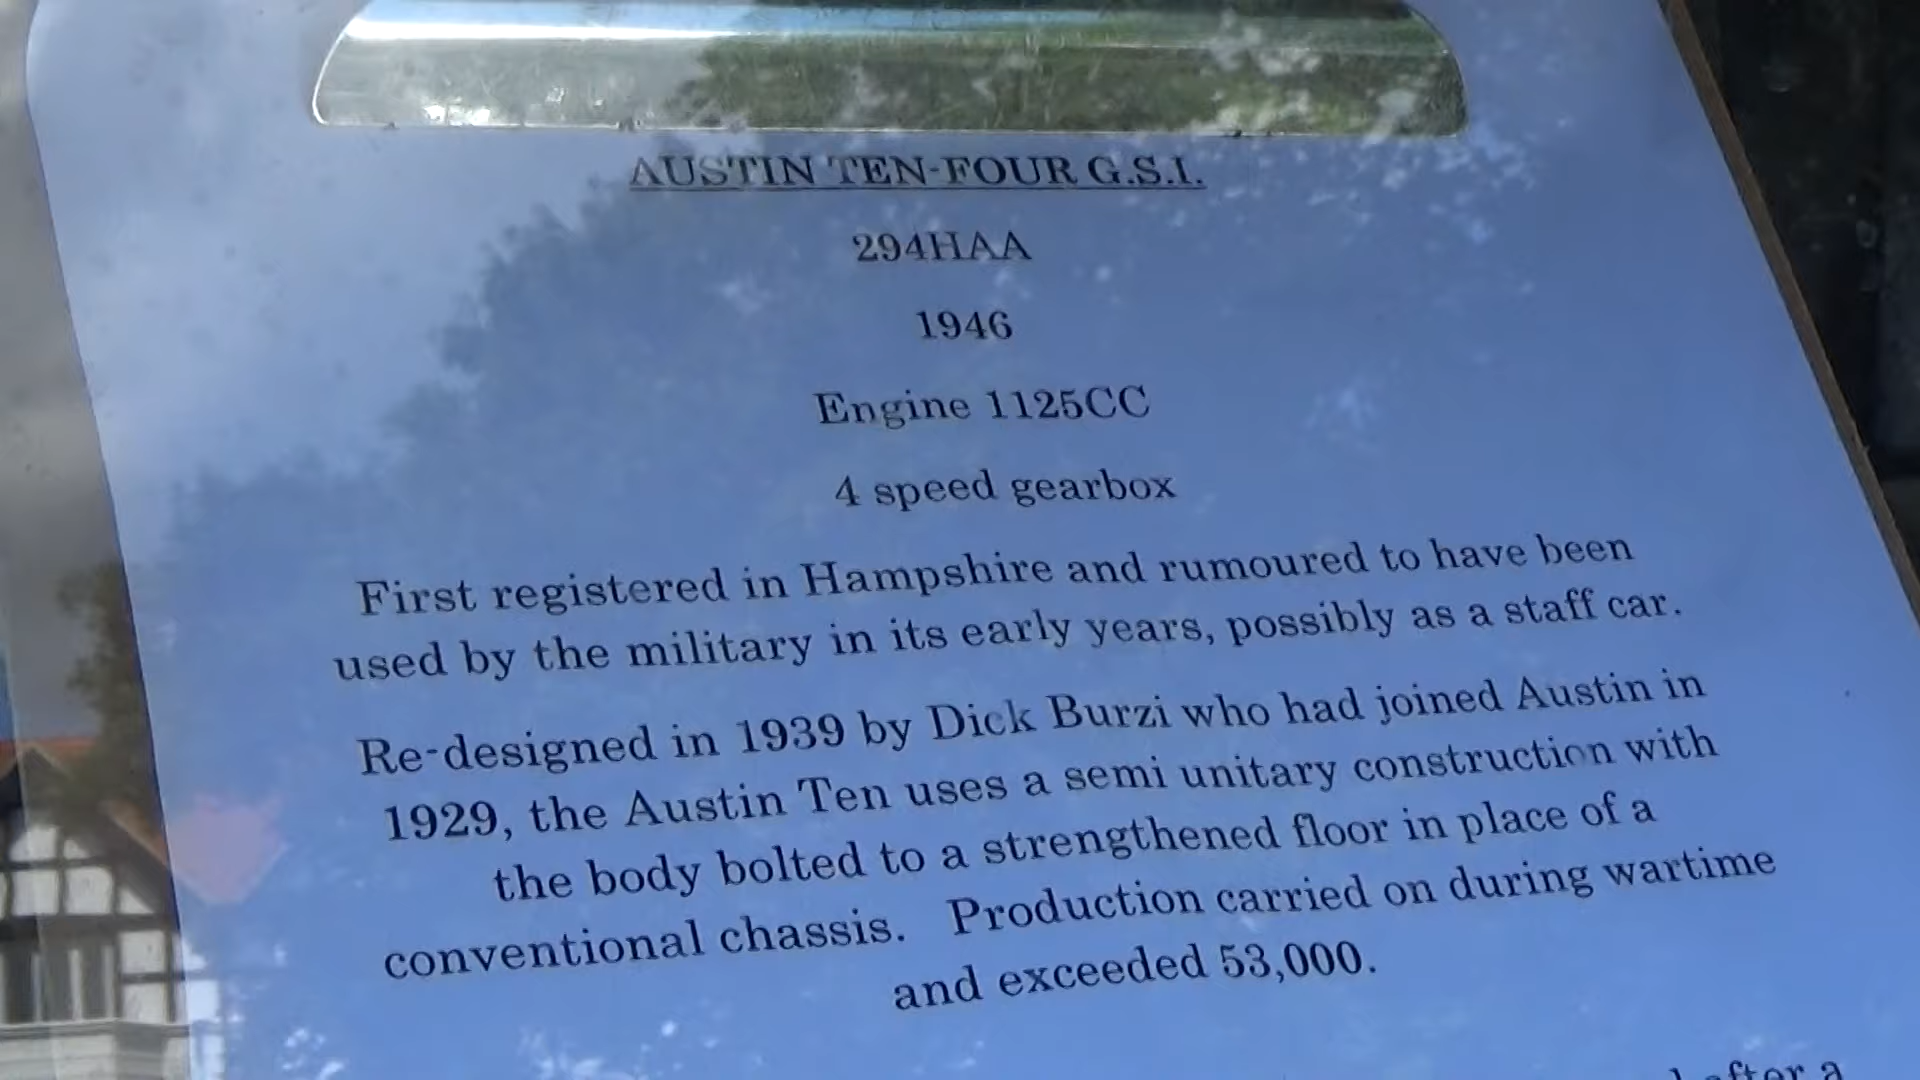 AUSTIN TEN-FOUR G.S.I.
294HAA
1946
Engine 1125CC
4 speed gearbox
First registered in Hampshire and rumoured to have been
used by the military in its early years, possibly as a staff car.
Re-designed in 1939 by Dick Burzi who had joined Austin in
1929, the Austin Ten uses a semi unitary construction with
the body bolted to a strengthened floor in place of a
conventional chassis. Production carried on during wartime
and exceeded 53,000.
after a